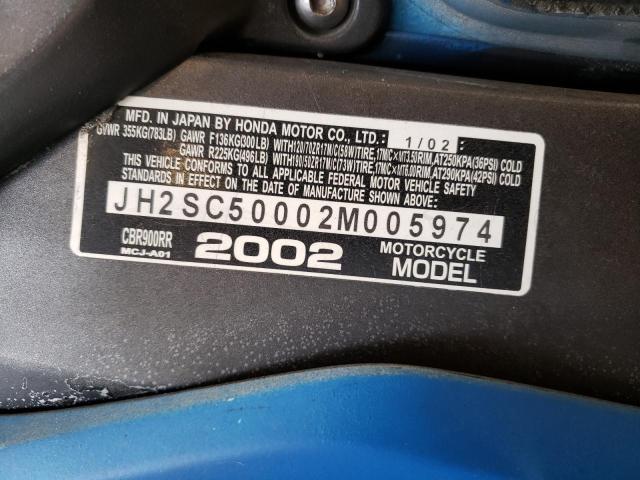 MFD. IN JAPAN BY HONDA MOTOR CO., LTD.: 1/02
GVWR 355KG(783LB) GAWR F136KG(300LB) WITH120/70ZR17M/C(58W)TIRE,17MC×MT3.50RIM,AT250KPA(36PSI) COLD
GAWR R225KG(496LB) WITH190/50ZR17M/C(73W)TIRE,17MC×MT6.00RIM,AT290KPA(42PSI) COLD
THIS VEHICLE CONFORMS TO ALL APPLICABLE FEDERAL MOTOR VEHICLE SAFETY
STANDARDS IN EFFECT ON THE DATE OF MANUFACTURE SHOWN ABOVE.
JH2SC50002M005974
CBR900RR 2002 MOTORCYCLE
MCJ-A01 MODEL